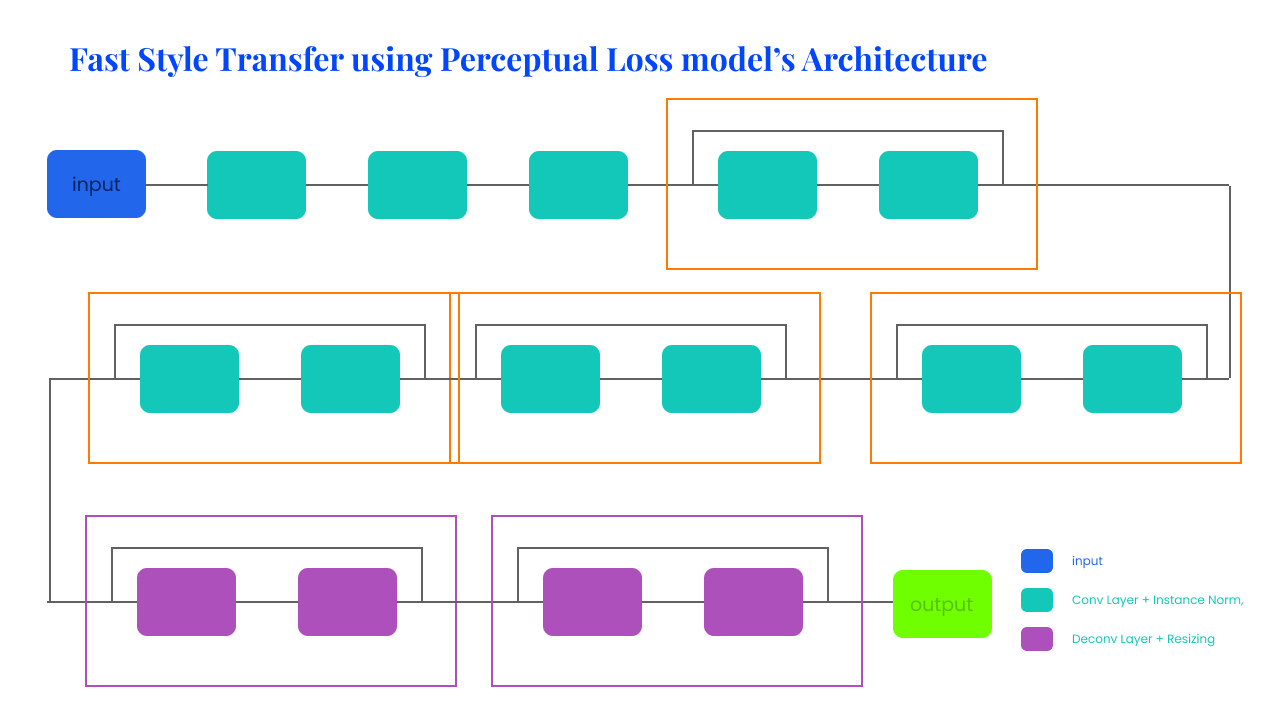 Fast Style Transfer using Perceptual Loss model’s Architecture
input
output
input
Conv Layer + Instance Norm,
Deconv Layer + Resizing